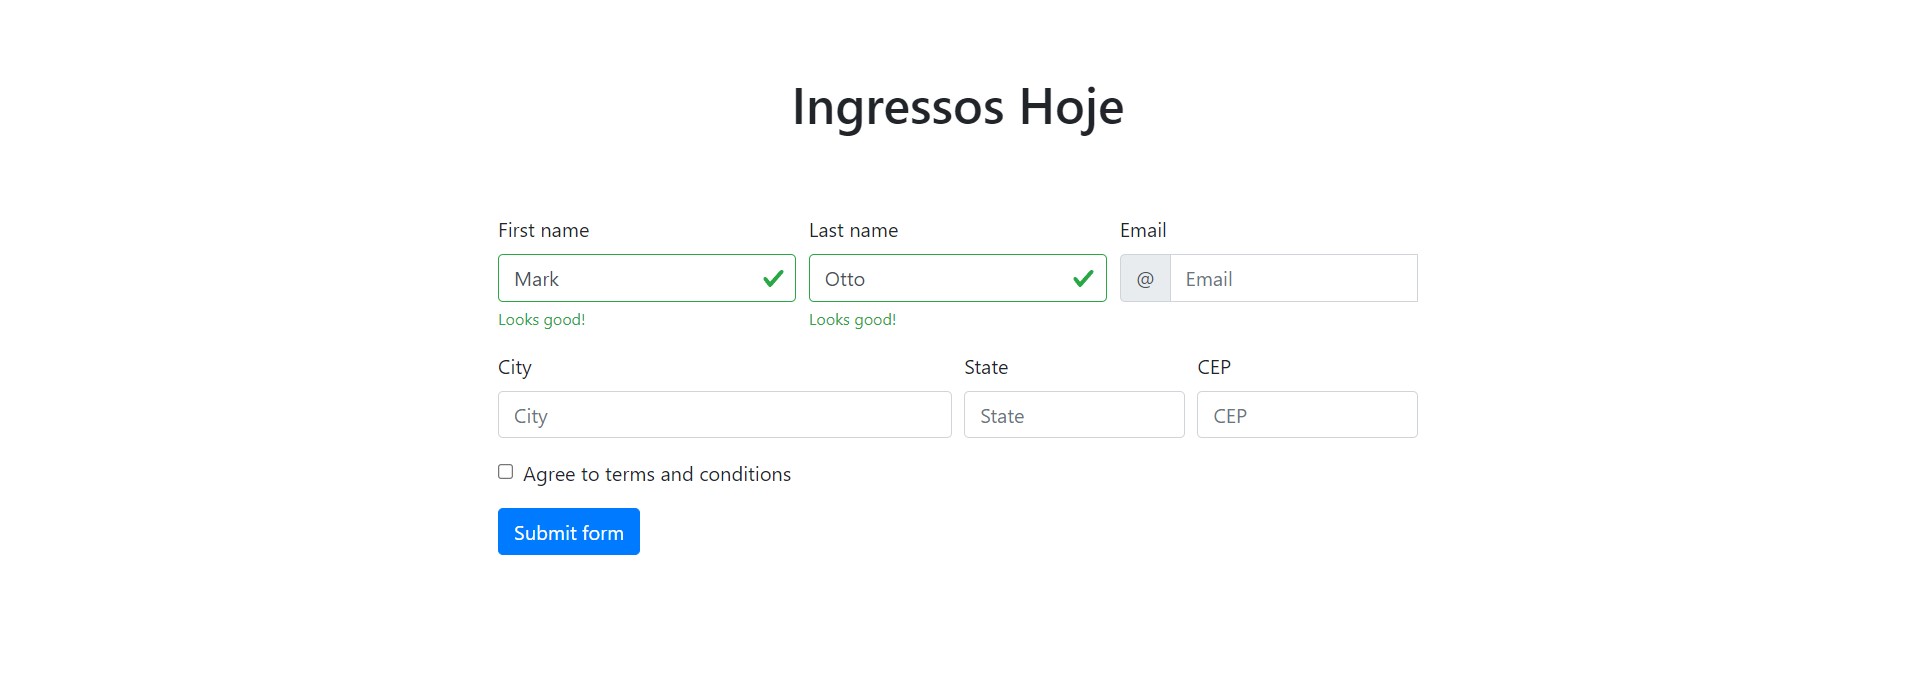 Ingressos Hoje
First name Last name Email
Mark Otto @ Email
Looks good! Looks good!
City State CEP
City State CEP
Agree to terms and conditions
Submit form